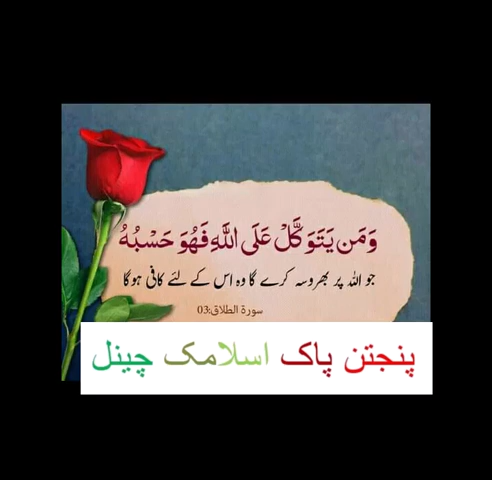 وَمَن يَتَوَكَّلْ عَلَى اللَّهِ فَهُوَ حَسْبُهُ
جو اللہ پر بھروسہ کرے گا وہ اس کے لئے کافی ہوگا
سورة الطلاق:03
پنجتن پاک اسلامک چینل